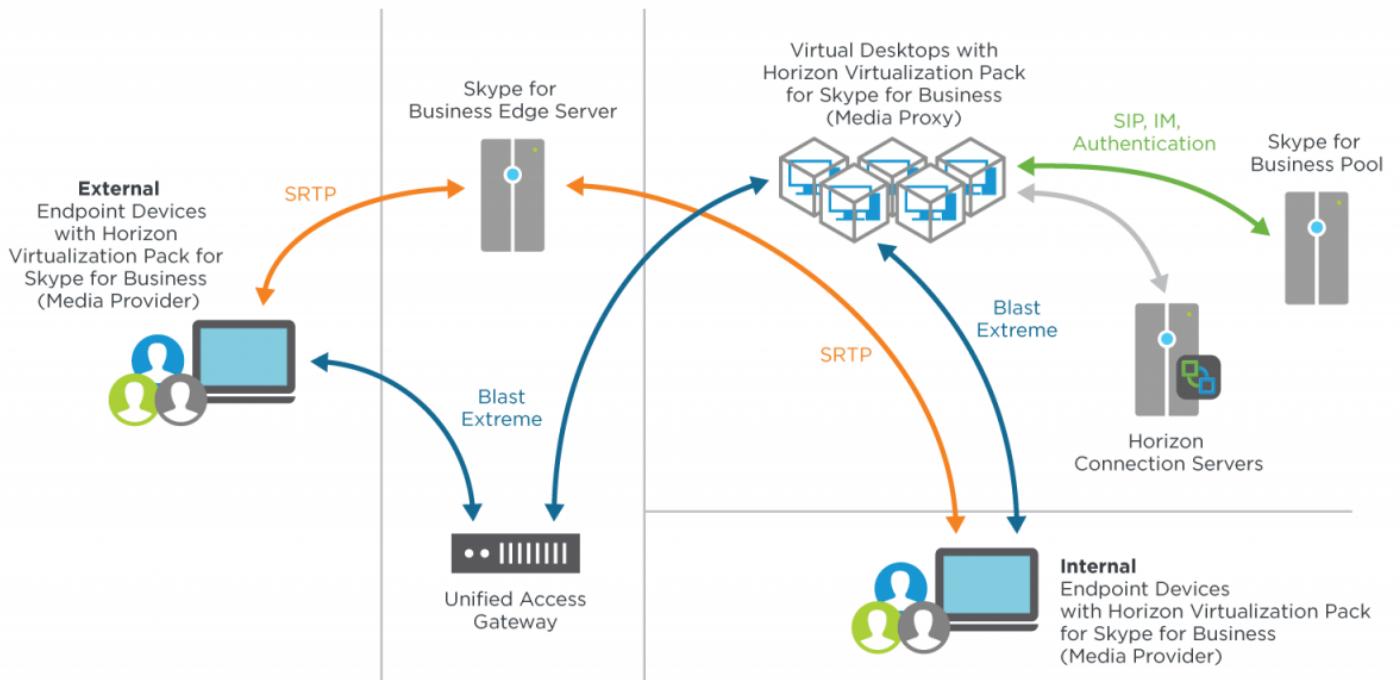 External
Endpoint Devices
with Horizon
Virtualization Pack for
Skype for Business
(Media Provider)
SRTP
Skype for
Business Edge Server
Blast
Extreme
Unified Access
Gateway
Virtual Desktops with
Horizon Virtualization Pack
for Skype for Business
(Media Proxy)
SIP, IM,
Authentication
Skype for
Business Pool
Blast
Extreme
SRTP
Horizon
Connection Servers
Internal
Endpoint Devices
with Horizon Virtualization Pack
for Skype for Business
(Media Provider)